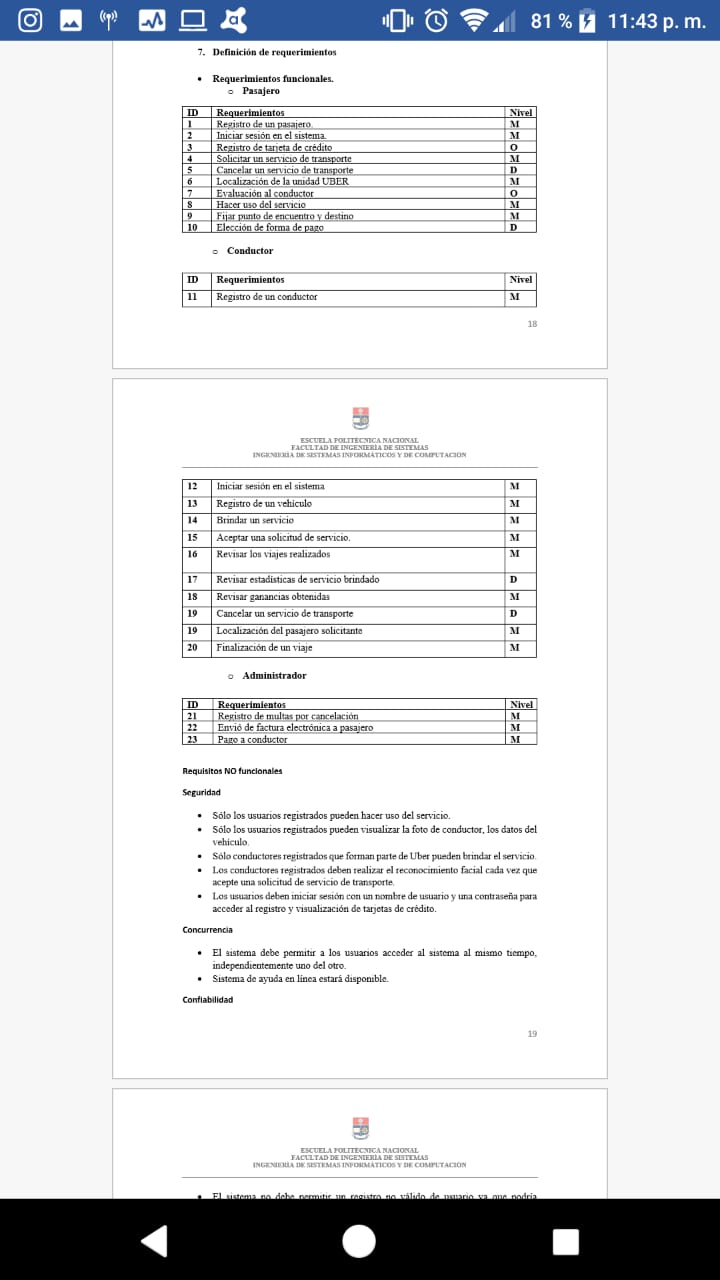 81 % 11:43 p. m.
7. Definición de requerimientos
• Requerimientos funcionales.
○ Pasajero
ID Requerimientos Nivel
1 Registro de un pasajero. M
2 Iniciar sesión en el sistema. M
3 Registro de tarjeta de crédito O
4 Solicitar un servicio de transporte M
5 Cancelar un servicio de transporte D
6 Localización de la unidad UBER M
7 Evaluación al conductor O
8 Hacer uso del servicio M
9 Fijar punto de encuentro y destino M
10 Elección de forma de pago D
○ Conductor
ID Requerimientos Nivel
11 Registro de un conductor M
18
ESCUELA POLITÉCNICA NACIONAL
FACULTAD DE INGENIERÍA DE SISTEMAS
INGENIERÍA DE SISTEMAS INFORMÁTICOS Y DE COMPUTACIÓN
12 Iniciar sesión en el sistema M
13 Registro de un vehículo M
14 Brindar un servicio M
15 Aceptar una solicitud de servicio. M
16 Revisar los viajes realizados M
17 Revisar estadísticas de servicio brindado D
18 Revisar ganancias obtenidas M
19 Cancelar un servicio de transporte D
19 Localización del pasajero solicitante M
20 Finalización de un viaje M
○ Administrador
ID Requerimientos Nivel
21 Registro de multas por cancelación M
22 Envió de factura electrónica a pasajero M
23 Pago a conductor M
Requisitos NO funcionales
Seguridad
• Sólo los usuarios registrados pueden hacer uso del servicio.
• Sólo los usuarios registrados pueden visualizar la foto de conductor, los datos del
vehículo.
• Sólo conductores registrados que forman parte de Uber pueden brindar el servicio.
• Los conductores registrados deben realizar el reconocimiento facial cada vez que
acepte una solicitud de servicio de transporte.
• Los usuarios deben iniciar sesión con un nombre de usuario y una contraseña para
acceder al registro y visualización de tarjetas de crédito.
Concurrencia
• El sistema debe permitir a los usuarios acceder al sistema al mismo tiempo,
independientemente uno del otro.
• Sistema de ayuda en línea estará disponible.
Confiabilidad
19
ESCUELA POLITÉCNICA NACIONAL
FACULTAD DE INGENIERÍA DE SISTEMAS
INGENIERÍA DE SISTEMAS INFORMÁTICOS Y DE COMPUTACIÓN
• El sistema no debe permitir un registro no válido de usuario ya que podría